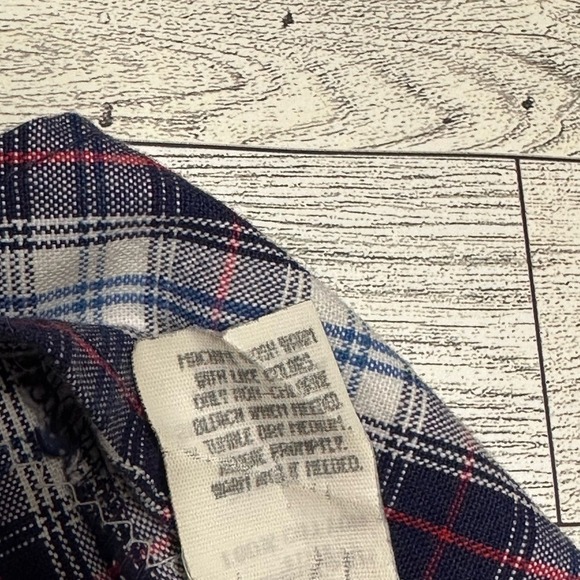 MACHINE WASH WARM
WITH LIKE COLORS.
ONLY NON-CHLORINE
BLEACH WHEN NEEDED.
TUMBLE DRY MEDIUM.
REMOVE PROMPTLY.
WARM IRON IF NEEDED.